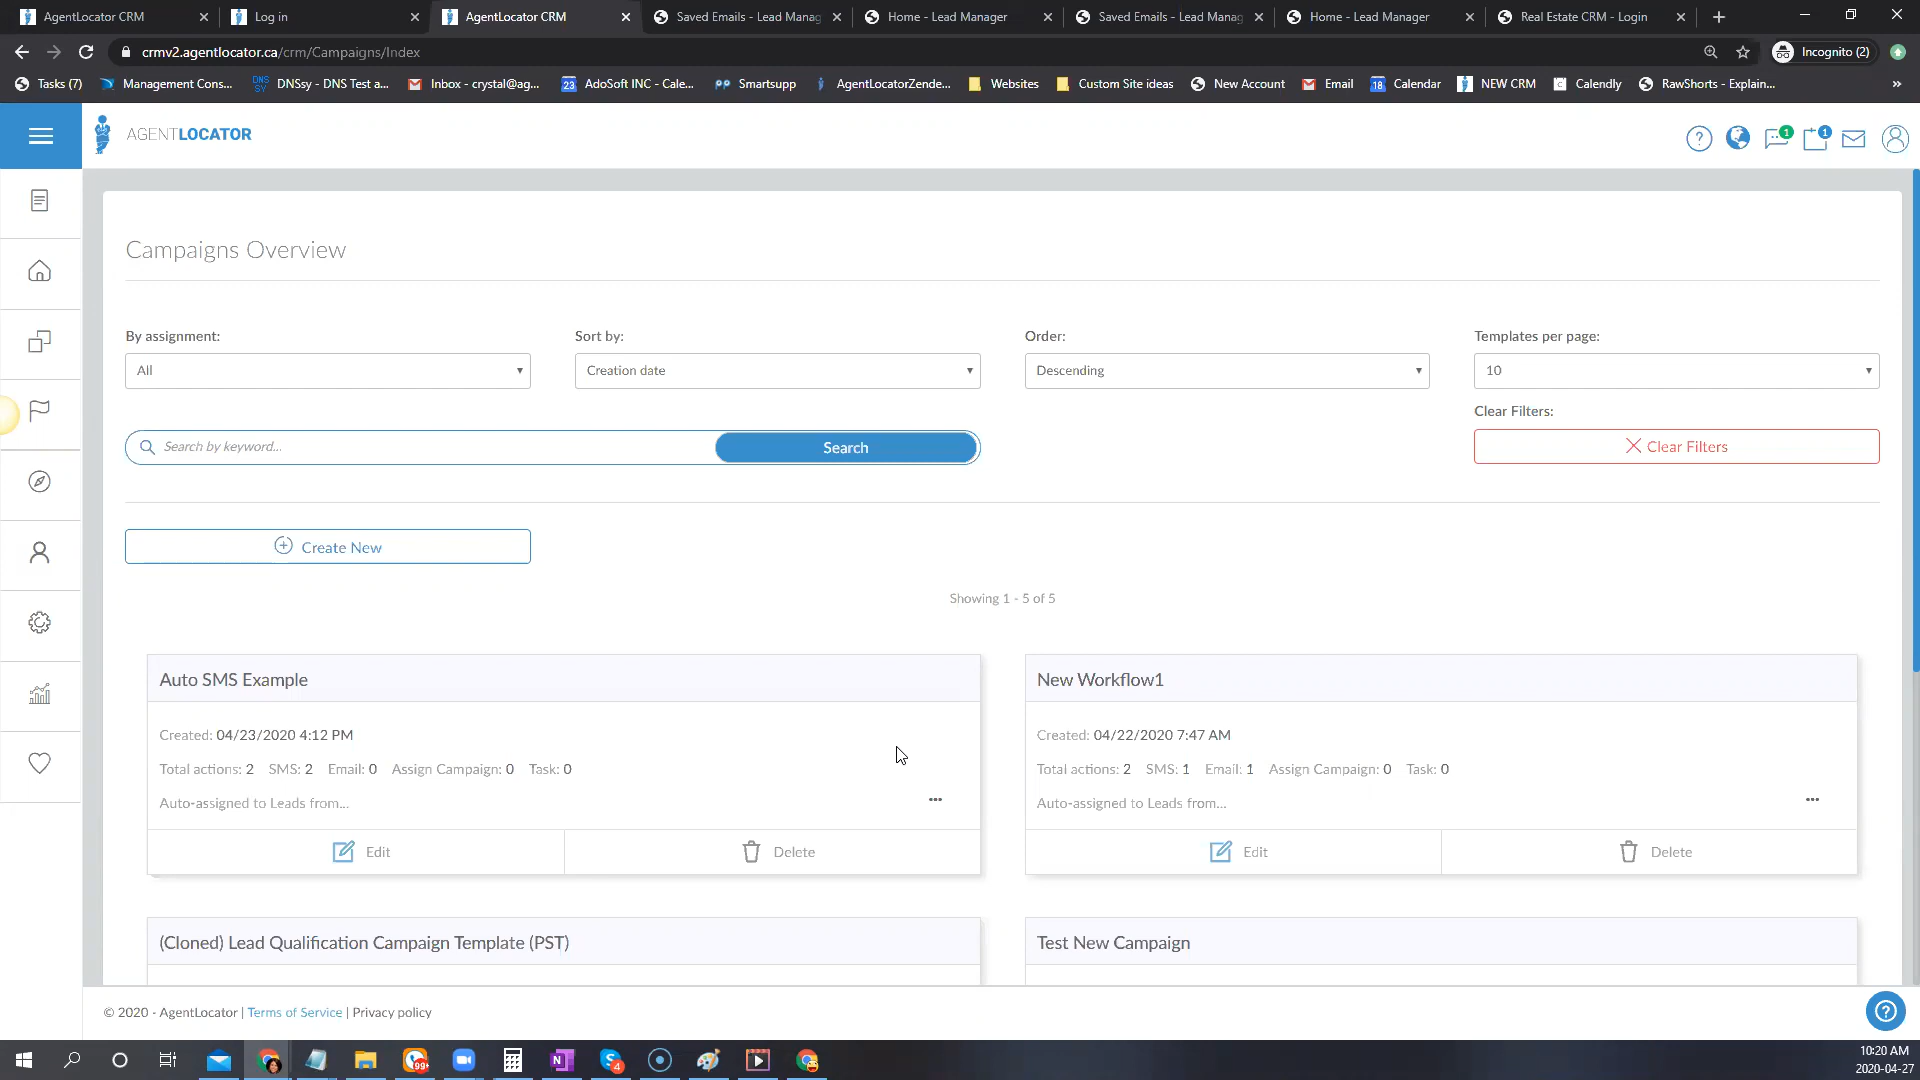 AgentLocator CRM
Log in
AgentLocator CRM
Saved Emails - Lead Manag
Home - Lead Manager
Saved Emails - Lead Manag
Home - Lead Manager
Real Estate CRM - Login
crmv2.agentlocator.ca/crm/Campaigns/Index
Incognito (2)
Tasks (7)
Management Cons...
DNSsy - DNS Test a...
Inbox - crystal@ag...
AdoSoft INC - Cale...
Smartsupp
AgentLocatorZende...
Websites
Custom Site ideas
New Account
Email
Calendar
NEW CRM
Calendly
RawShorts - Explain...
AGENTLOCATOR
1
1
Campaigns Overview
By assignment:
Sort by:
Order:
Templates per page:
All
Creation date
Descending
10
Clear Filters:
Search by keyword...
Search
Clear Filters
Create New
Showing 1 - 5 of 5
Auto SMS Example
Created: 04/23/2020 4:12 PM
Total actions: 2 SMS: 2 Email: 0 Assign Campaign: 0 Task: 0
Auto-assigned to Leads from...
Edit
Delete
New Workflow1
Created: 04/22/2020 7:47 AM
Total actions: 2 SMS: 1 Email: 1 Assign Campaign: 0 Task: 0
Auto-assigned to Leads from...
Edit
Delete
(Cloned) Lead Qualification Campaign Template (PST)
Test New Campaign
© 2020 - AgentLocator | Terms of Service | Privacy policy
99+
4
10:20 AM
2020-04-27